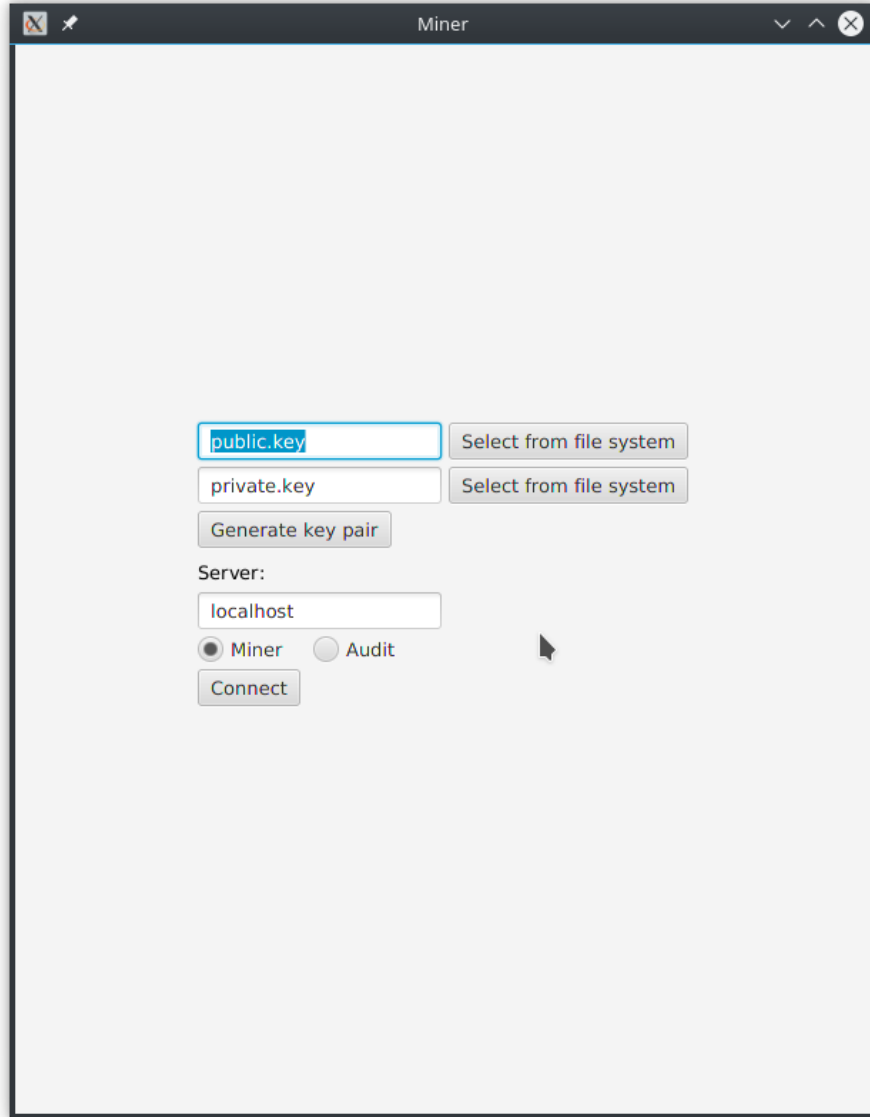 Miner
public.key Select from file system
private.key Select from file system
Generate key pair
Server:
localhost
Miner Audit
Connect